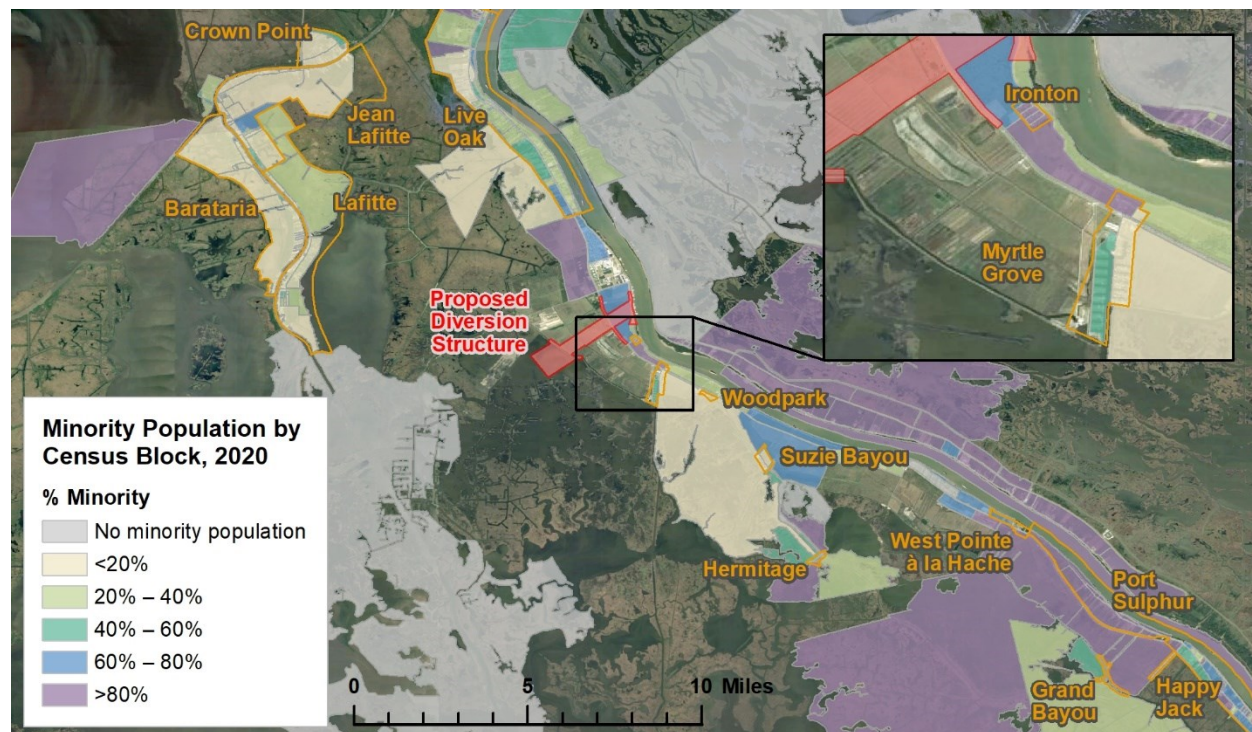 Crown Point
Jean
Lafitte
Live
Oak
Barataria
Lafitte
Ironton
Myrtle
Grove
Proposed
Diversion
Structure
Woodpark
Suzie Bayou
Hermitage
West Pointe
à la Hache
Port
Sulphur
Grand
Bayou
Happy
Jack
Minority Population by
Census Block, 2020
% Minority
No minority population
<20%
20% – 40%
40% – 60%
60% – 80%
>80%
0 5 10 Miles